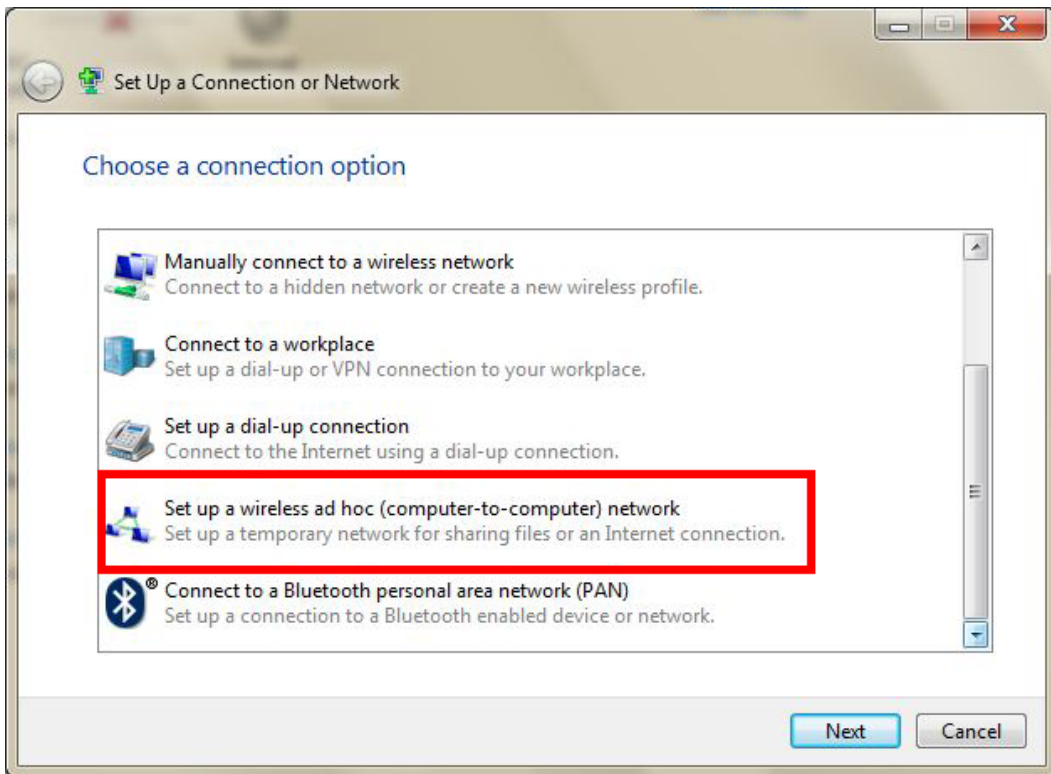 Set Up a Connection or Network
Choose a connection option
Manually connect to a wireless network
Connect to a hidden network or create a new wireless profile.
Connect to a workplace
Set up a dial-up or VPN connection to your workplace.
Set up a dial-up connection
Connect to the Internet using a dial-up connection.
Set up a wireless ad hoc (computer-to-computer) network
Set up a temporary network for sharing files or an Internet connection.
®
Connect to a Bluetooth personal area network (PAN)
Set up a connection to a Bluetooth enabled device or network.
Next
Cancel